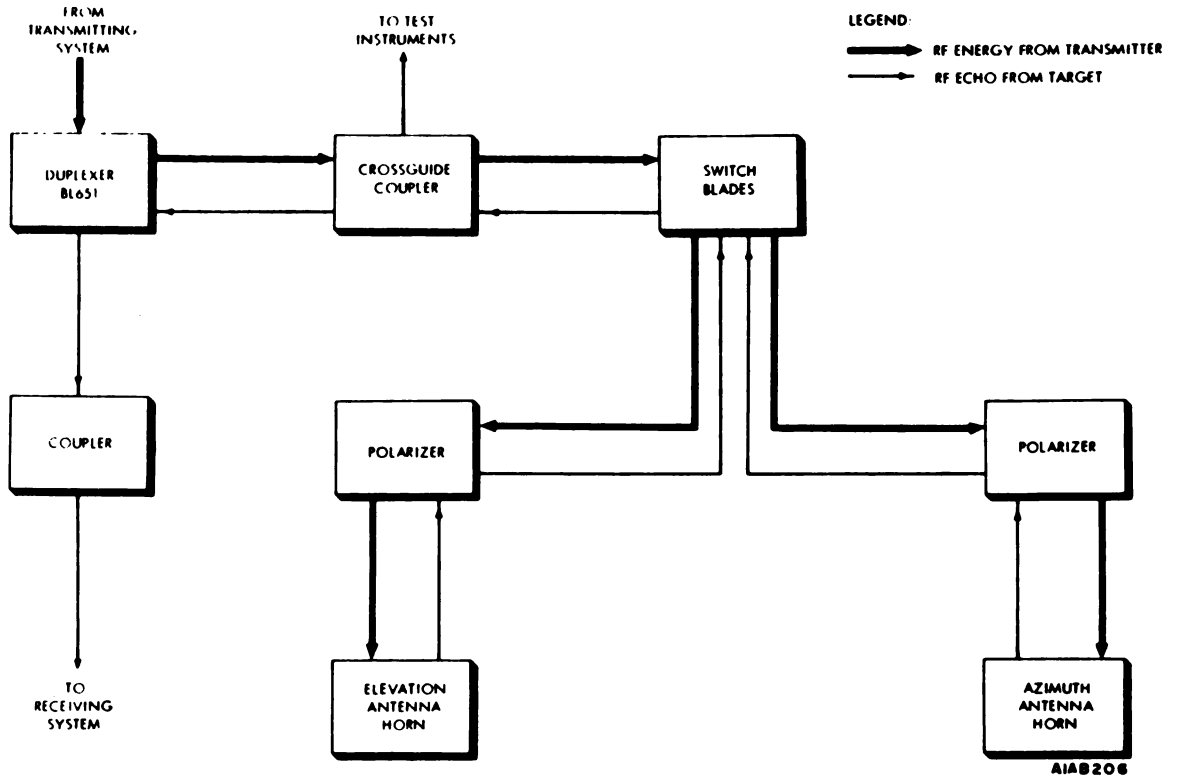 FROM
TRANSMITTING
SYSTEM
TO TEST
INSTRUMENTS
LEGEND:
RF ENERGY FROM TRANSMITTER
RF ECHO FROM TARGET
DUPLEXER
BL651
CROSSGUIDE
COUPLER
SWITCH
BLADES
COUPLER
POLARIZER
POLARIZER
TO
RECEIVING
SYSTEM
ELEVATION
ANTENNA
HORN
AZIMUTH
ANTENNA
HORN
AIAB206